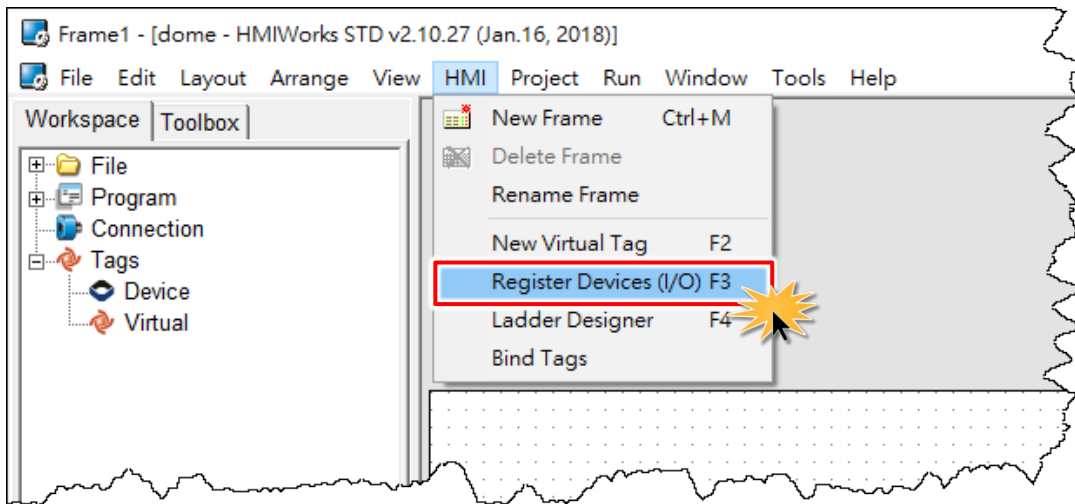 Frame1 - [dome - HMIWorks STD v2.10.27 (Jan.16, 2018)]
File Edit Layout Arrange View HMI Project Run Window Tools Help
Workspace Toolbox
File
Program
Connection
Tags
Device
Virtual
New Frame Ctrl+M
Delete Frame
Rename Frame
New Virtual Tag F2
Register Devices (I/O) F3
Ladder Designer F4
Bind Tags